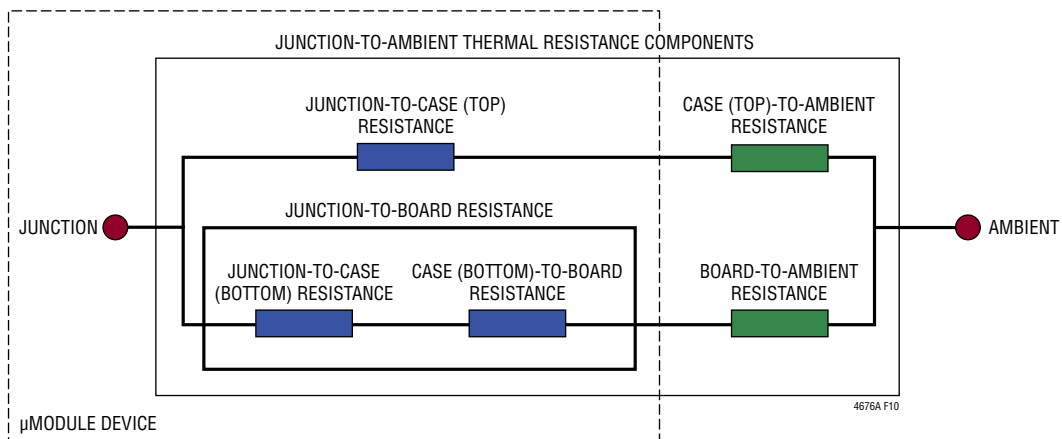 JUNCTION-TO-AMBIENT THERMAL RESISTANCE COMPONENTS
JUNCTION-TO-CASE (TOP)
RESISTANCE
CASE (TOP)-TO-AMBIENT
RESISTANCE
JUNCTION
JUNCTION-TO-BOARD RESISTANCE
AMBIENT
JUNCTION-TO-CASE
(BOTTOM) RESISTANCE
CASE (BOTTOM)-TO-BOARD
RESISTANCE
BOARD-TO-AMBIENT
RESISTANCE
4676A F10
µMODULE DEVICE